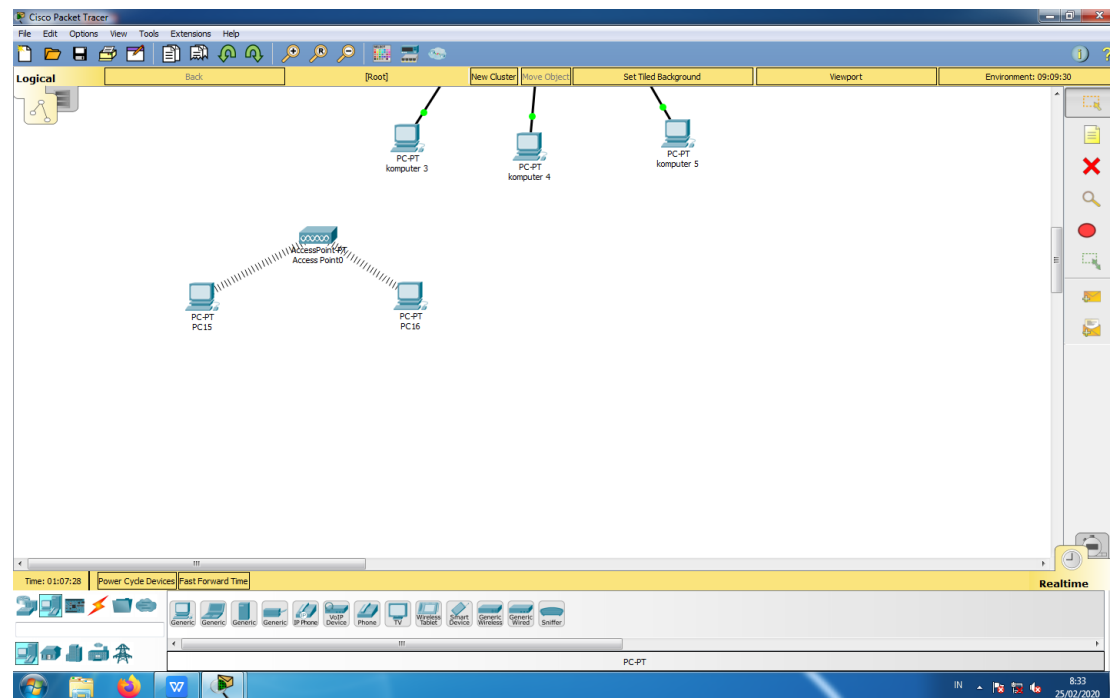 Cisco Packet Tracer
File Edit Options View Tools Extensions Help
Logical Back [Root] New Cluster Move Object Set Tiled Background Viewport Environment: 09:09:30
PC-PT
komputer 3
PC-PT
komputer 4
PC-PT
komputer 5
AccessPoint-PT
Access Point0
PC-PT
PC15
PC-PT
PC16
Time: 01:07:28 Power Cycle Devices Fast Forward Time Realtime
Generic Generic Generic Generic IP Phone VoIP Device Phone TV Wireless Tablet Smart Device Generic Wireless Generic Wired Sniffer
PC-PT
IN 8:33
25/02/2020